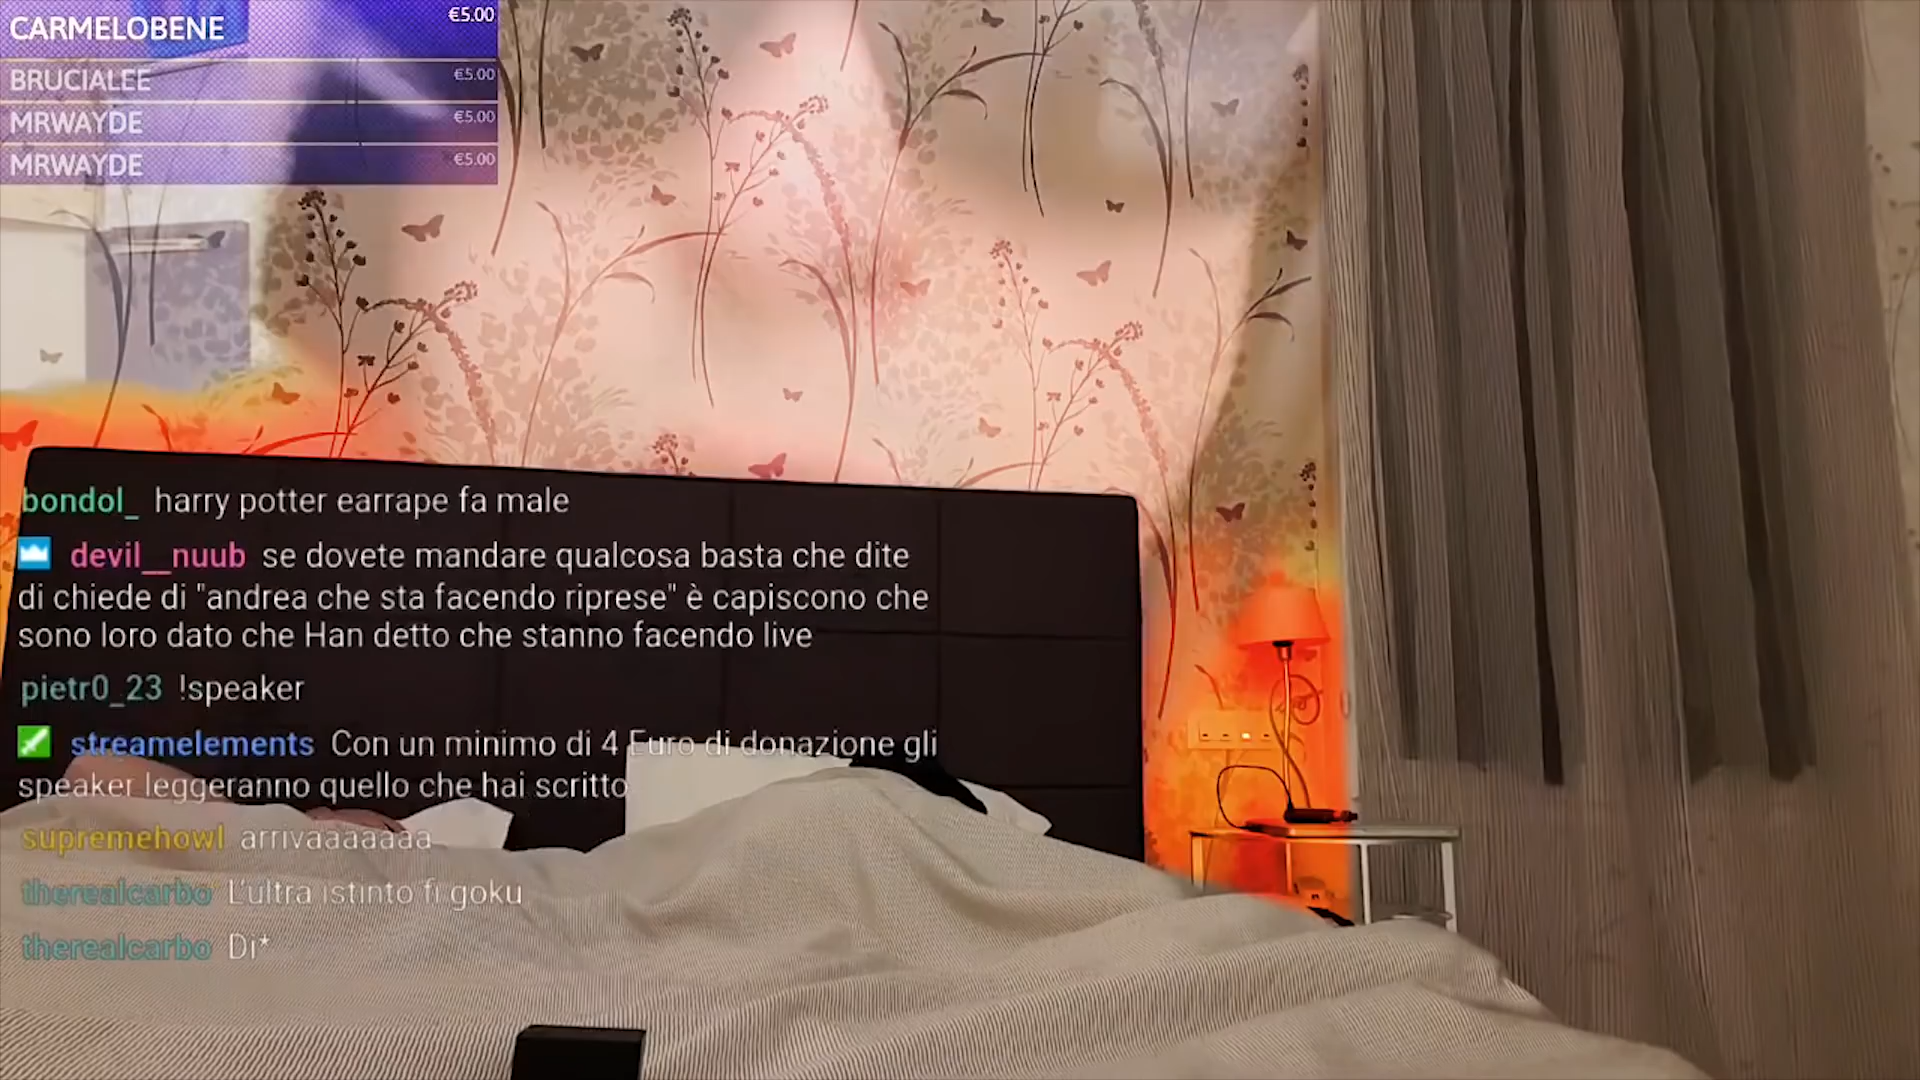 CARMELOBENE €5.00
BRUCIALEE €5.00
MRWAYDE €5.00
MRWAYDE €5.00
bondol_ harry potter earrape fa male
devil__nuub se dovete mandare qualcosa basta che dite
di chiede di "andrea che sta facendo riprese" è capiscono che
sono loro dato che Han detto che stanno facendo live
pietr0_23 !speaker
streamelements Con un minimo di 4 Euro di donazione gli
speaker leggeranno quello che hai scritto
supremehowl arrivaaaaaaa
therealcarbo L'ultra istinto fi goku
therealcarbo Di*